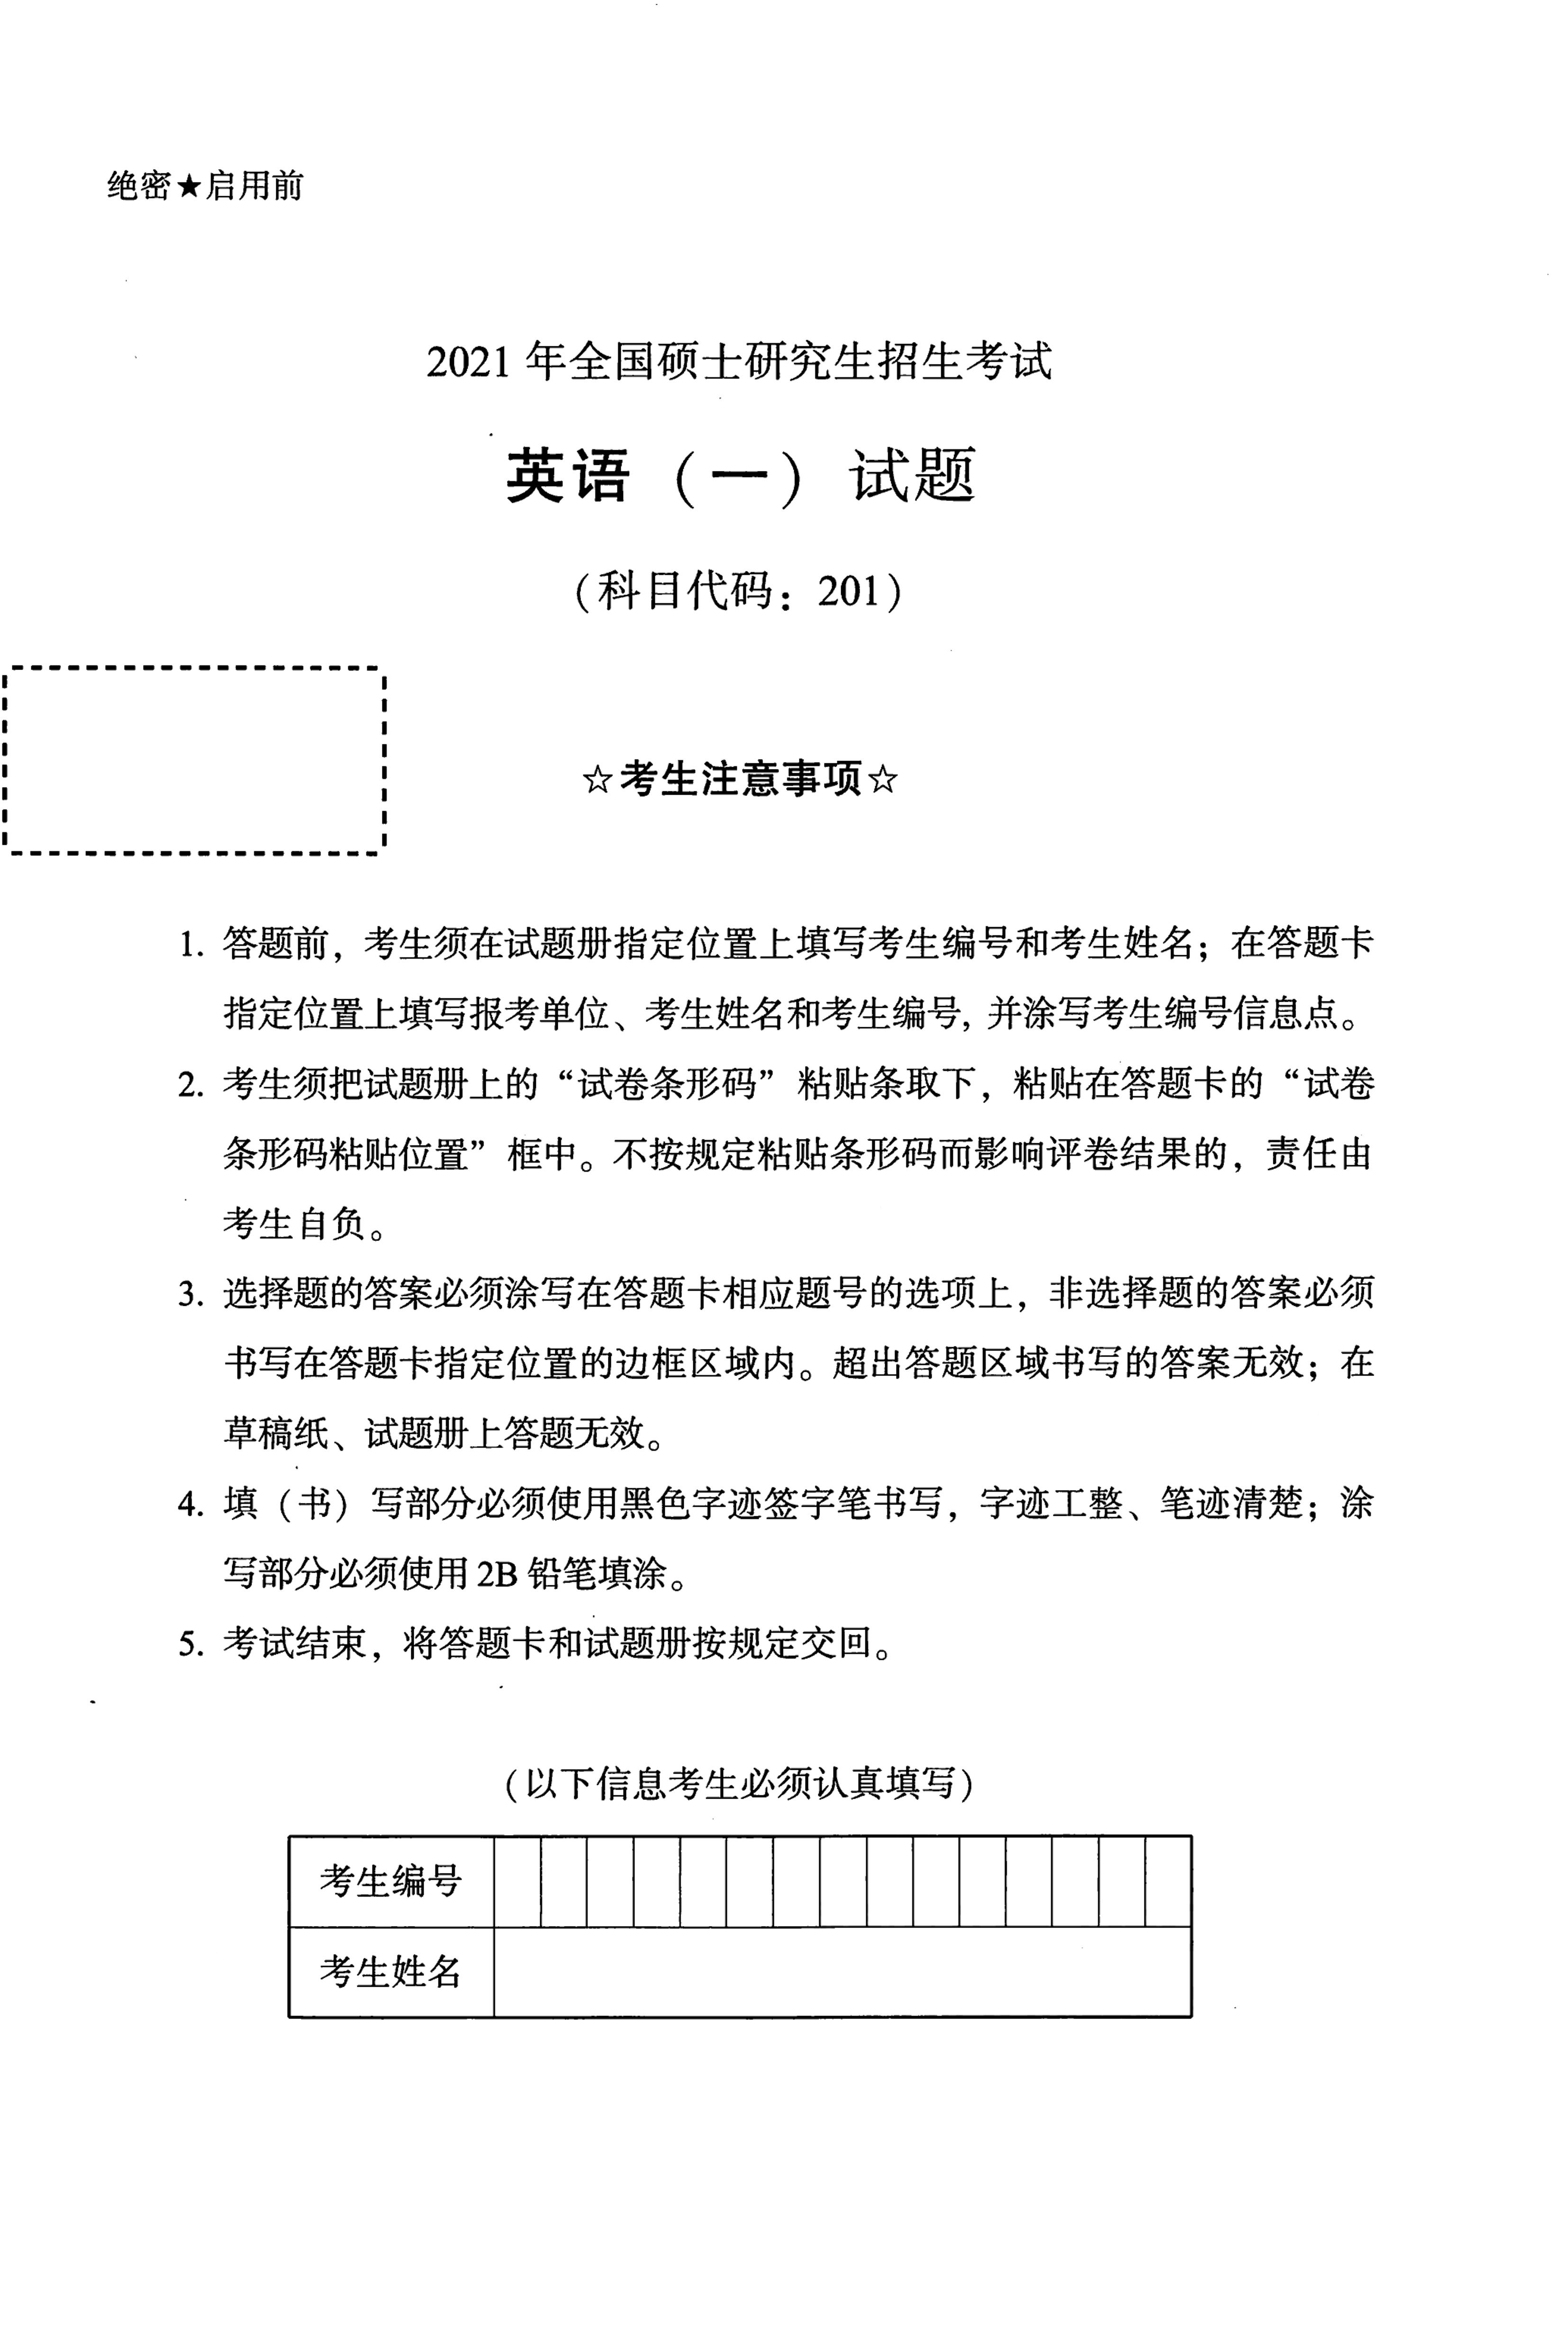 绝密★启用前
2021 年全国硕士研究生招生考试
英语（一）试题
（科目代码：201）
☆考生注意事项☆
1. 答题前，考生须在试题册指定位置上填写考生编号和考生姓名；在答题卡
指定位置上填写报考单位、考生姓名和考生编号，并涂写考生编号信息点。
2. 考生须把试题册上的“试卷条形码”粘贴条取下，粘贴在答题卡的“试卷
条形码粘贴位置”框中。不按规定粘贴条形码而影响评卷结果的，责任由
考生自负。
3. 选择题的答案必须涂写在答题卡相应题号的选项上，非选择题的答案必须
书写在答题卡指定位置的边框区域内。超出答题区域书写的答案无效；在
草稿纸、试题册上答题无效。
4. 填（书）写部分必须使用黑色字迹签字笔书写，字迹工整、笔迹清楚；涂
写部分必须使用 2B 铅笔填涂。
5. 考试结束，将答题卡和试题册按规定交回。
（以下信息考生必须认真填写）
考生编号
考生姓名